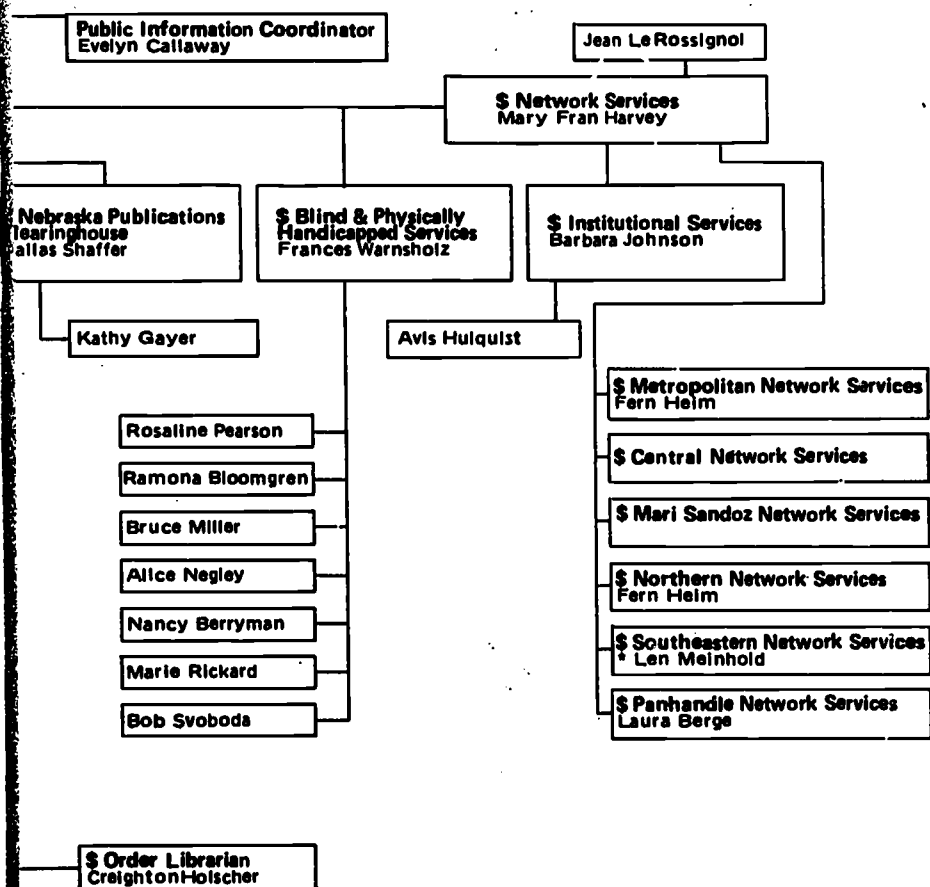 Public Information Coordinator
Evelyn Callaway
Jean LeRossignol
$ Network Services
Mary Fran Harvey
Nebraska Publications
learinghouse
allas Shaffer
$ Blind & Physically
Handicapped Services
Frances Warnsholz
$ Institutional Services
Barbara Johnson
Kathy Gayer
Avis Hulquist
$ Metropolitan Network Services
Fern Heim
Rosaline Pearson
$ Central Network Services
Ramona Bloomgren
Bruce Miller
$ Mari Sandoz Network Services
Alice Negley
$ Northern Network Services
Fern Heim
Nancy Berryman
$ Southeastern Network Services
* Len Meinhold
Marie Rickard
$ Panhandle Network Services
Laura Berge
Bob Svoboda
$ Order Librarian
Creighton Holscher